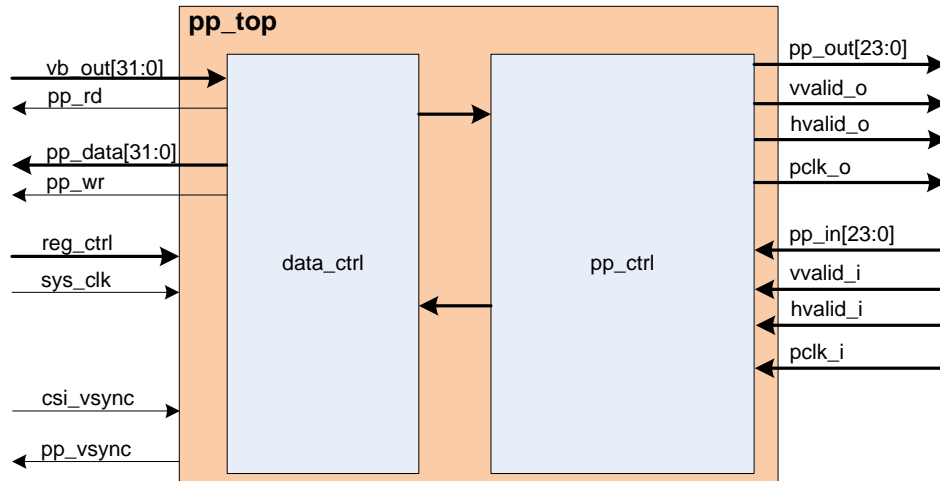 pp_top
vb_out[31:0]
pp_rd
pp_data[31:0]
pp_wr
reg_ctrl
sys_clk
csi_vsync
pp_vsync
data_ctrl
pp_ctrl
pp_out[23:0]
vvalid_o
hvalid_o
pclk_o
pp_in[23:0]
vvalid_i
hvalid_i
pclk_i